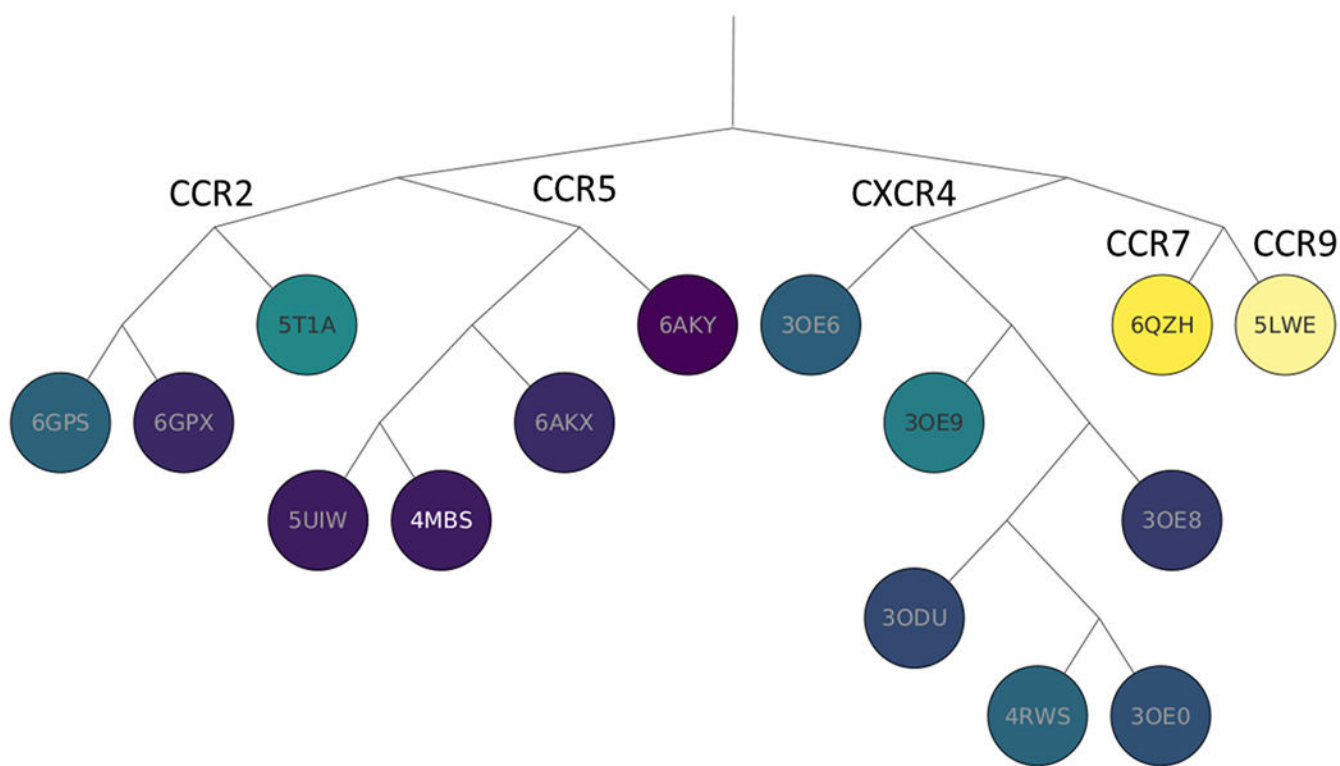 CCR2
CCR5
CXCR4
CCR7
CCR9
5T1A
6AKY
3OE6
6QZH
5LWE
6GPS
6GPX
6AKX
3OE9
5UIW
4MBS
3OE8
3ODU
4RWS
3OE0